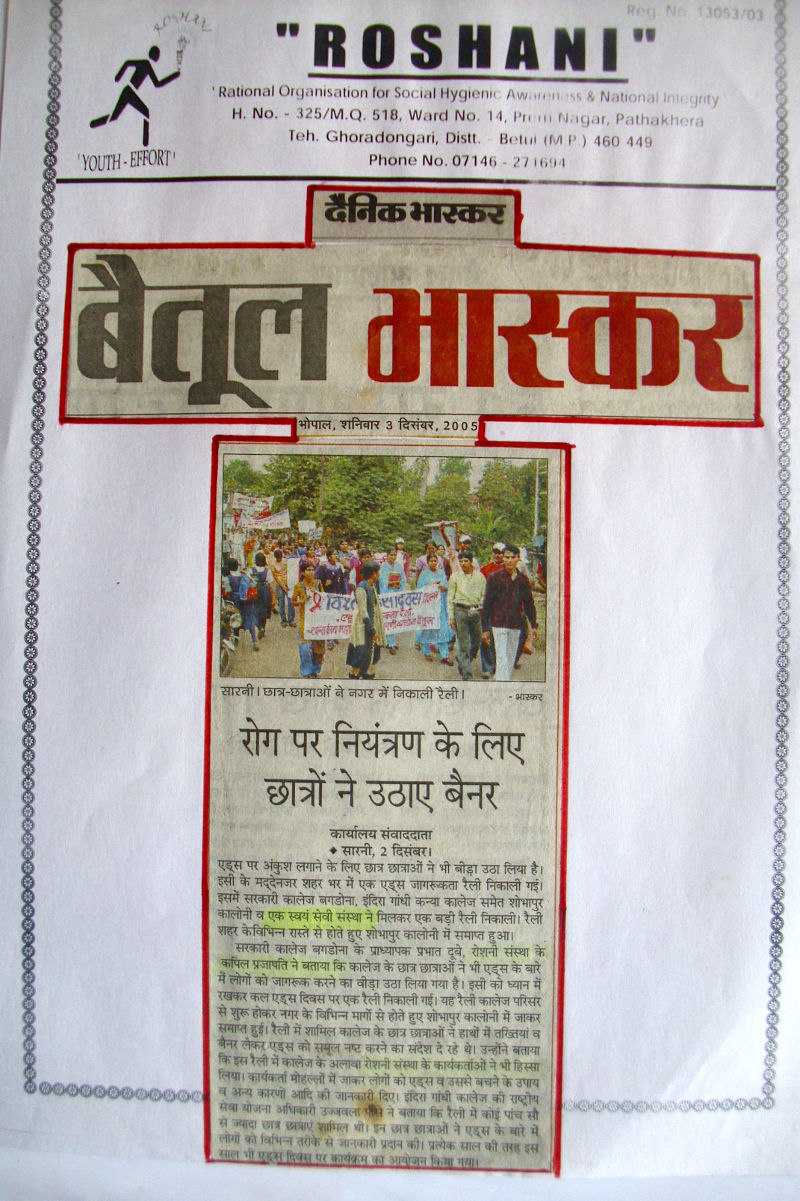 Reg. No. 13053/03
ROSHANI
"ROSHANI"
'Rational Organisation for Social Hygienic Awareness & National Integrity'
H. No. - 325/M.Q. 518, Ward No. 14, Prem Nagar, Pathakhera
Teh. Ghoradongari, Distt. - Betul (M.P.) 460 449
Phone No. 07146 - 271694
'YOUTH-EFFORT'
दैनिक भास्कर
बैतूल भास्कर
भोपाल, शनिवार 3 दिसंबर, 2005
सारनी। छात्र-छात्राओं ने नगर में निकाली रैली। - भास्कर
रोग पर नियंत्रण के लिए
छात्रों ने उठाए बैनर
कार्यालय संवाददाता
◆ सारनी, 2 दिसंबर।
एड्स पर अंकुश लगाने के लिए छात्र छात्राओं ने भी बीड़ा उठा लिया है।
इसी के मद्देनजर शहर भर में एक एड्स जागरूकता रैली निकाली गई।
इसमें सरकारी कालेज बगडोना, इंदिरा गांधी कन्या कालेज समेत शोभापुर
कालोनी व एक स्वयं सेवी संस्था ने मिलकर एक बड़ी रैली निकाली। रैली
शहर केविभिन्न रास्ते से होते हुए शोभापुर कालोनी में समाप्त हुआ।
सरकारी कालेज बगडोना के प्राध्यापक प्रभात दूबे, रोशनी संस्था के
कपिल प्रजापति ने बताया कि कालेज के छात्र छात्राओं ने भी एड्स के बारे
में लोगों को जागरूक करने का वीड़ा उठा लिया गया है। इसी को ध्यान में
रखकर कल एड्स दिवस पर एक रैली निकाली गई। यह रैली कालेज परिसर
से शुरू होकर नगर के विभिन्न मार्गो से होते हुए शोभापुर कालोनी में जाकर
समाप्त हुई। रैली में शामिल कालेज के छात्र छात्राओं ने हाथों में तख्तियां व
बैनर लेकर एड्स को समूल नष्ट करने का संदेश दे रहे थे। उन्होंने बताया
कि इस रैली में कालेज के अलावा रोशनी संस्था के कार्यकर्ताओं ने भी हिस्सा
लिया। कार्यकर्ता मोहल्लों में जाकर लोगों को एड्स व उससे बचने के उपाय
व अन्य कारणों आदि की जानकारी दिए। इंदिरा गांधी कालेज की राष्ट्रीय
सेवा योजना अधिकारी उज्जवला ने बताया कि रैली में कोई पांच सौ
से ज्यादा छात्र छात्राएं शामिल थी। इन छात्र छात्राओं ने एड्स के बारे में
लोगों को विभिन्न तरीके से जानकारी प्रदान की। प्रत्येक साल की तरह इस
साल भी एड्स दिवस पर कार्यक्रम का आयोजन किया गया।